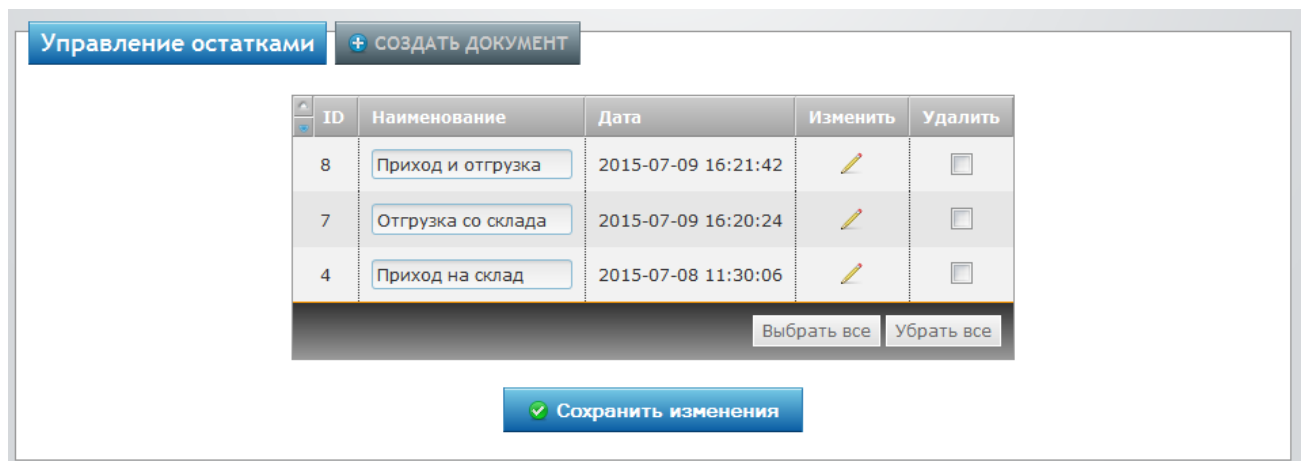 Управление остатками СОЗДАТЬ ДОКУМЕНТ
ID Наименование Дата Изменить Удалить
8 Приход и отгрузка 2015-07-09 16:21:42
7 Отгрузка со склада 2015-07-09 16:20:24
4 Приход на склад 2015-07-08 11:30:06
Выбрать все Убрать все
Сохранить изменения